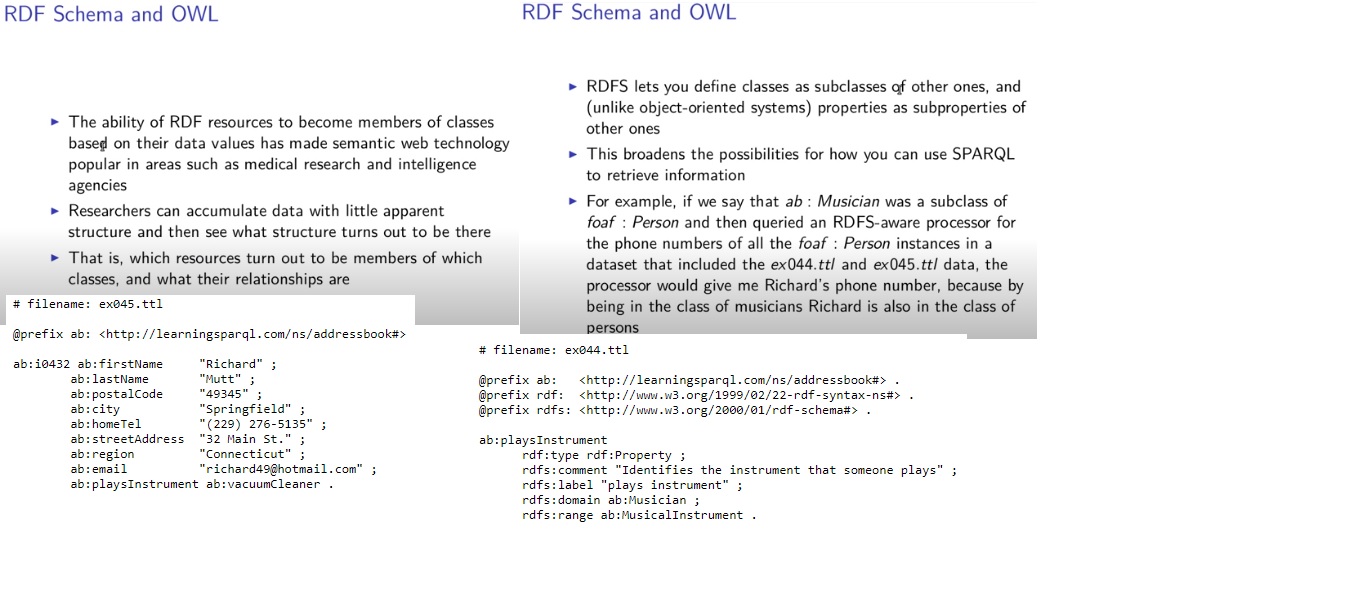 RDF Schema and OWL
► The ability of RDF resources to become members of classes
based on their data values has made semantic web technology
popular in areas such as medical research and intelligence
agencies
► Researchers can accumulate data with little apparent
structure and then see what structure turns out to be there
► That is, which resources turn out to be members of which
classes, and what their relationships are
# filename: ex045.ttl
@prefix ab: <http://learningsparql.com/ns/addressbook#>
ab:i0432 ab:firstName "Richard" ;
ab:lastName "Mutt" ;
ab:postalCode "49345" ;
ab:city "Springfield" ;
ab:homeTel "(229) 276-5135" ;
ab:streetAddress "32 Main St." ;
ab:region "Connecticut" ;
ab:email "richard49@hotmail.com" ;
ab:playsInstrument ab:vacuumCleaner .
RDF Schema and OWL
► RDFS lets you define classes as subclasses of other ones, and
(unlike object-oriented systems) properties as subproperties of
other ones
► This broadens the possibilities for how you can use SPARQL
to retrieve information
► For example, if we say that ab : Musician was a subclass of
foaf : Person and then queried an RDFS-aware processor for
the phone numbers of all the foaf : Person instances in a
dataset that included the ex044.ttl and ex045.ttl data, the
processor would give me Richard's phone number, because by
being in the class of musicians Richard is also in the class of
persons
# filename: ex044.ttl
@prefix ab: <http://learningsparql.com/ns/addressbook#> .
@prefix rdf: <http://www.w3.org/1999/02/22-rdf-syntax-ns#> .
@prefix rdfs: <http://www.w3.org/2000/01/rdf-schema#> .
ab:playsInstrument
rdf:type rdf:Property ;
rdfs:comment "Identifies the instrument that someone plays" ;
rdfs:label "plays instrument" ;
rdfs:domain ab:Musician ;
rdfs:range ab:MusicalInstrument .